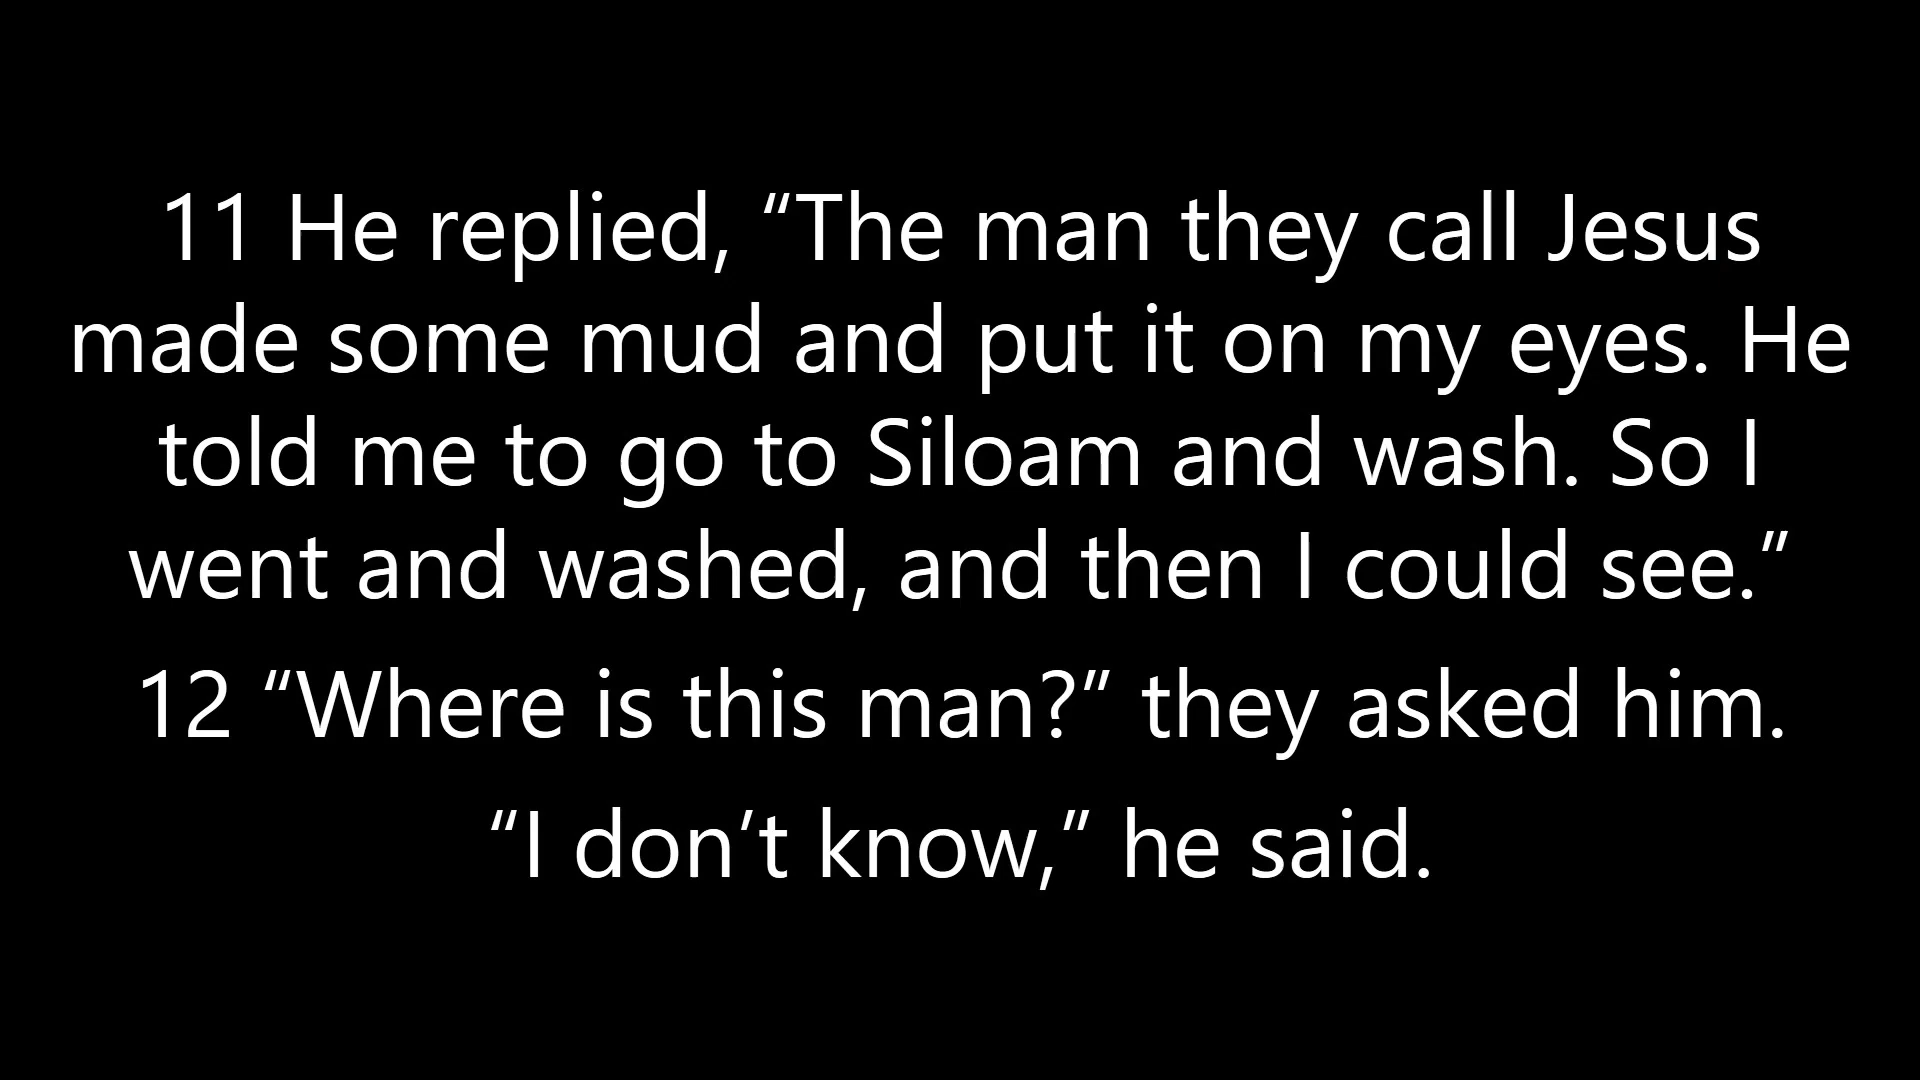 11 He replied, “The man they call Jesus
made some mud and put it on my eyes. He
told me to go to Siloam and wash. So I
went and washed, and then I could see.”
12 “Where is this man?” they asked him.
“I don’t know,” he said.